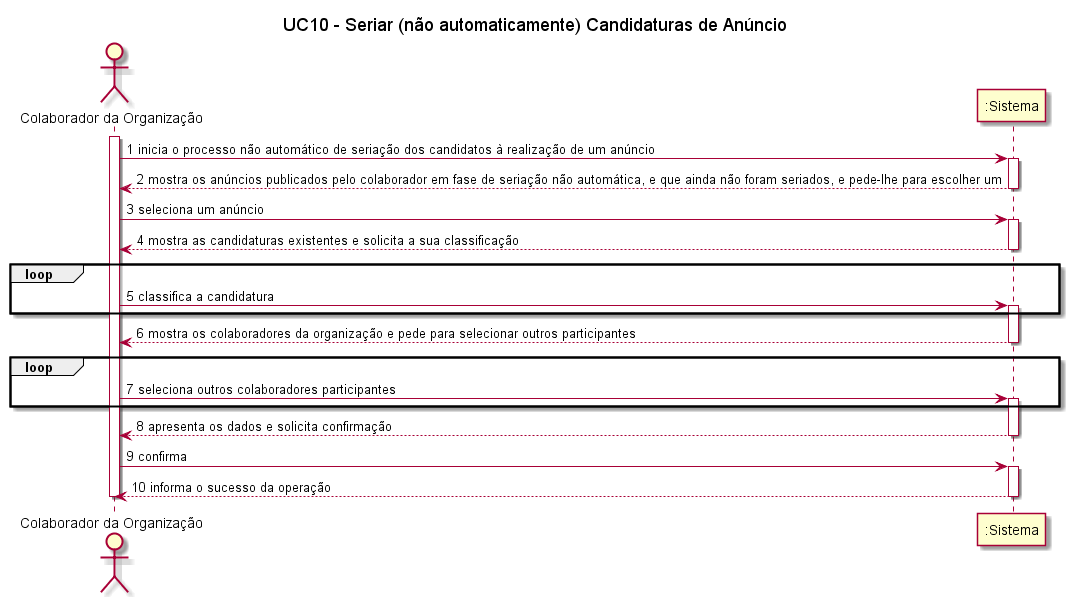 UC10 - Seriar (não automaticamente) Candidaturas de Anúncio
Colaborador da Organização
:Sistema
1 inicia o processo não automático de seriação dos candidatos à realização de um anúncio
2 mostra os anúncios publicados pelo colaborador em fase de seriação não automática, e que ainda não foram seriados, e pede-lhe para escolher um
3 seleciona um anúncio
4 mostra as candidaturas existentes e solicita a sua classificação
loop
5 classifica a candidatura
6 mostra os colaboradores da organização e pede para selecionar outros participantes
loop
7 seleciona outros colaboradores participantes
8 apresenta os dados e solicita confirmação
9 confirma
10 informa o sucesso da operação
Colaborador da Organização
:Sistema